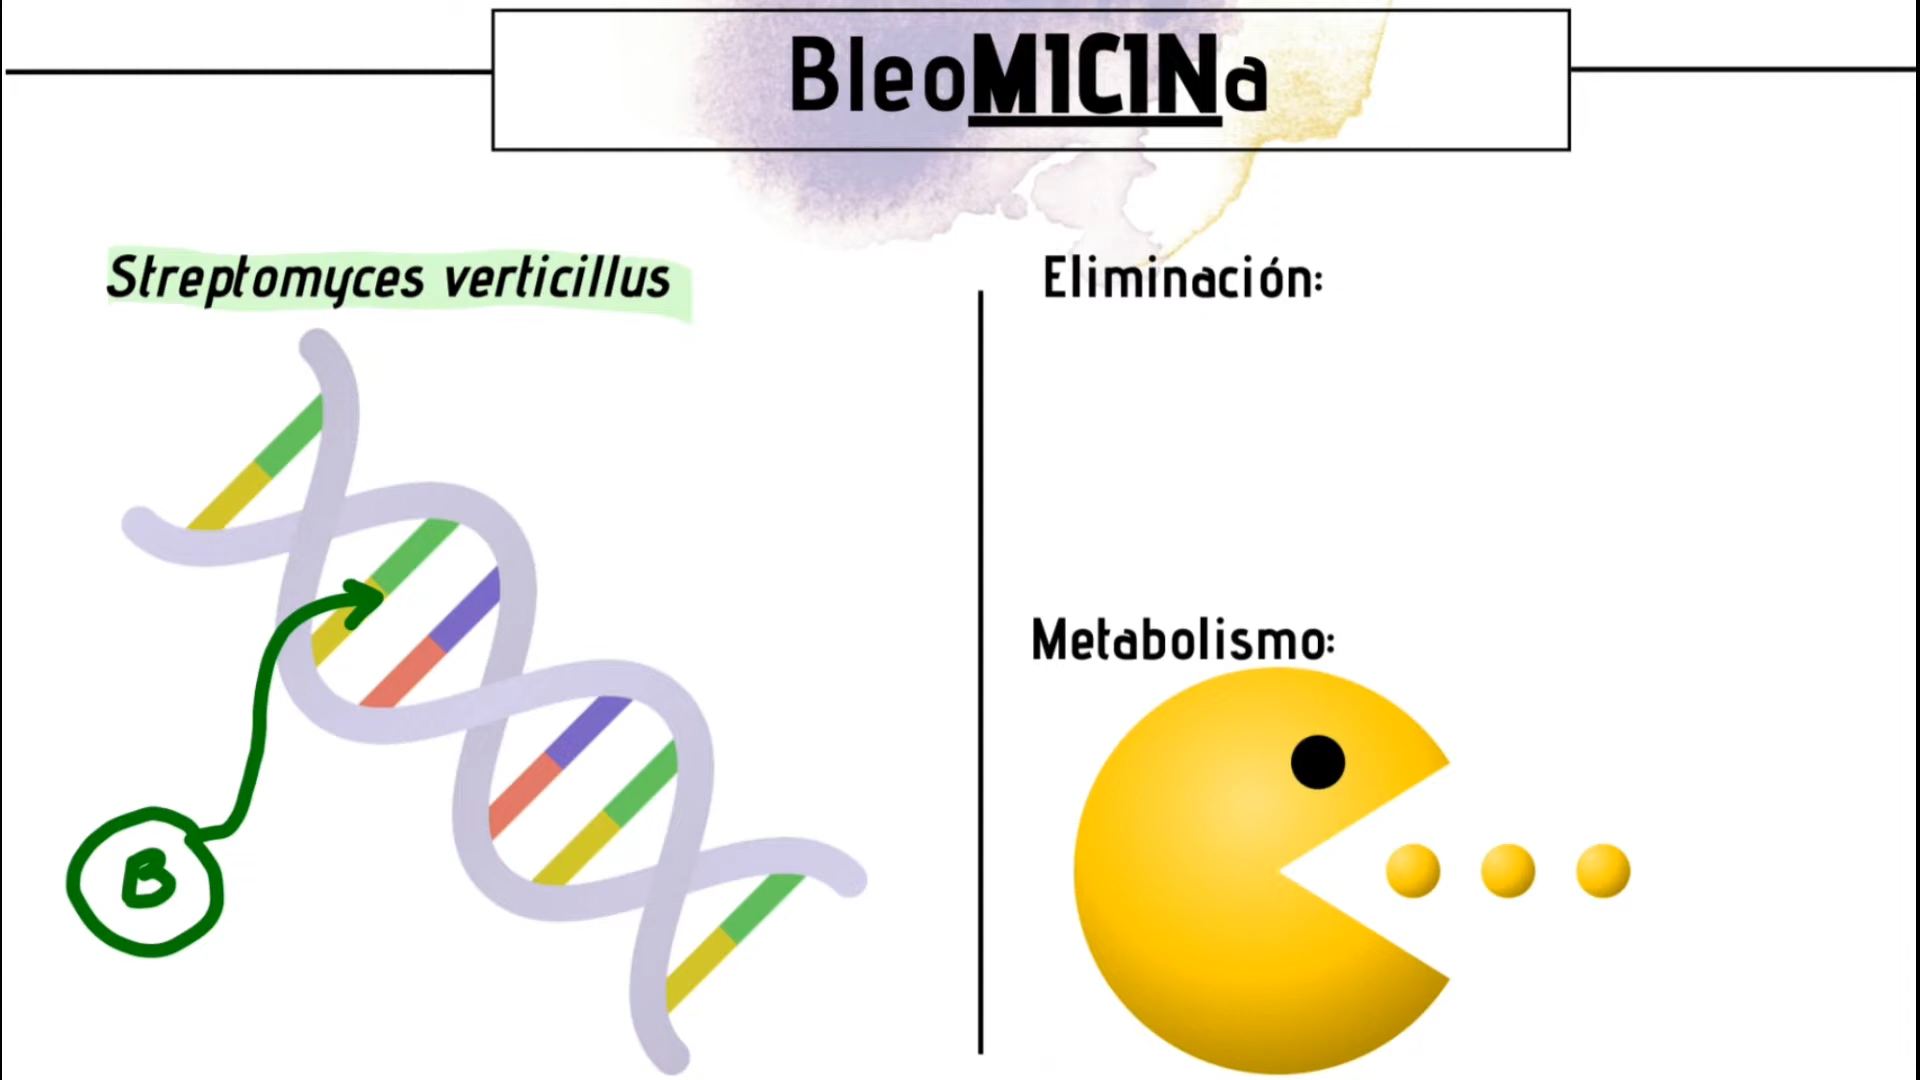 BleoMICINa
Streptomyces verticillus
B
Eliminación:
Metabolismo: